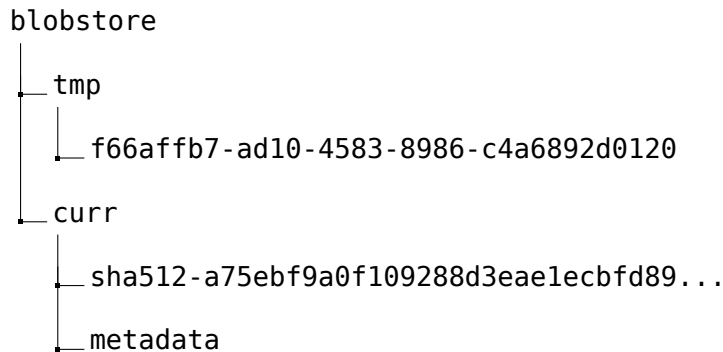 blobstore
tmp
f66affb7-ad10-4583-8986-c4a6892d0120
curr
sha512-a75ebf9a0f109288d3eae1ecbfd89...
metadata